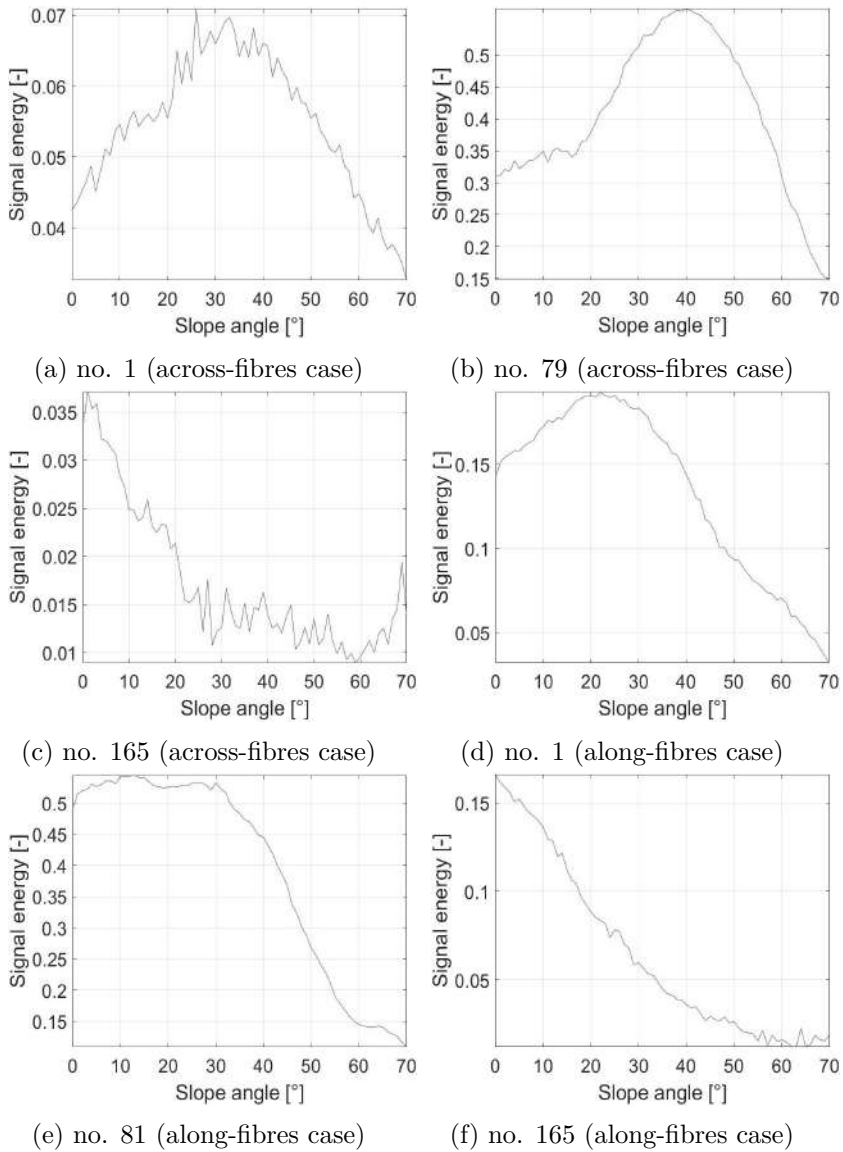 0.07
0.06
0.05
0.04
Signal energy [-]
0 10 20 30 40 50 60 70
Slope angle [°]
(a) no. 1 (across-fibres case)
0.5
0.45
0.4
0.35
0.3
0.25
0.2
0.15
Signal energy [-]
0 10 20 30 40 50 60 70
Slope angle [°]
(b) no. 79 (across-fibres case)
0.035
0.03
0.025
0.02
0.015
0.01
Signal energy [-]
0 10 20 30 40 50 60 70
Slope angle [°]
(c) no. 165 (across-fibres case)
0.15
0.1
0.05
Signal energy [-]
0 10 20 30 40 50 60 70
Slope angle [°]
(d) no. 1 (along-fibres case)
0.5
0.45
0.4
0.35
0.3
0.25
0.2
0.15
Signal energy [-]
0 10 20 30 40 50 60 70
Slope angle [°]
(e) no. 81 (along-fibres case)
0.15
0.1
0.05
Signal energy [-]
0 10 20 30 40 50 60 70
Slope angle [°]
(f) no. 165 (along-fibres case)